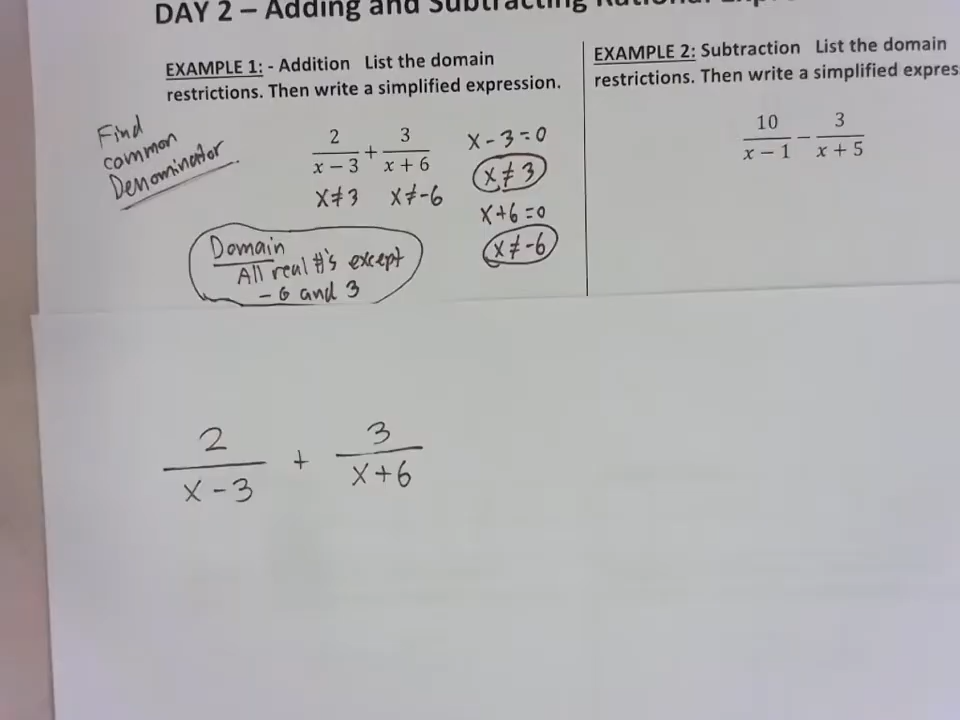 DAY 2 – Adding and Subtracting
EXAMPLE 1: - Addition List the domain
restrictions. Then write a simplified expression.
Find
common
Denominator
2/(x − 3) + 3/(x + 6)
x≠3 x≠-6
x-3=0
x≠3
x+6=0
x≠-6
Domain
All real #'s except
-6 and 3
EXAMPLE 2: Subtraction List the domain
restrictions. Then write a simplified expres
10/(x − 1) − 3/(x + 5)
2/(x-3) + 3/(x+6)